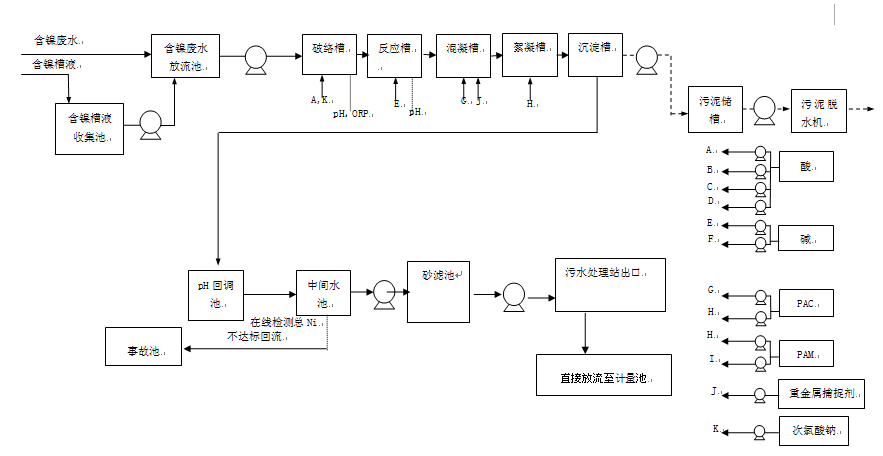 含镍废水
含镍槽液
含镍废水
放流池
含镍槽液
收集池
破络槽
反应槽
混凝槽
絮凝槽
沉淀槽
A,K
pH，ORP
E
pH
G
J
H
污泥储
槽
污泥脱
水机
A
B
C
D
酸
E
F
碱
pH 回调
池
中间水
池
砂滤池
污水处理站出口
在线检测总 Ni
不达标回流
事故池
直接放流至计量池
G
H
PAC
H
I
PAM
J
重金属捕捉剂
K
次氯酸钠